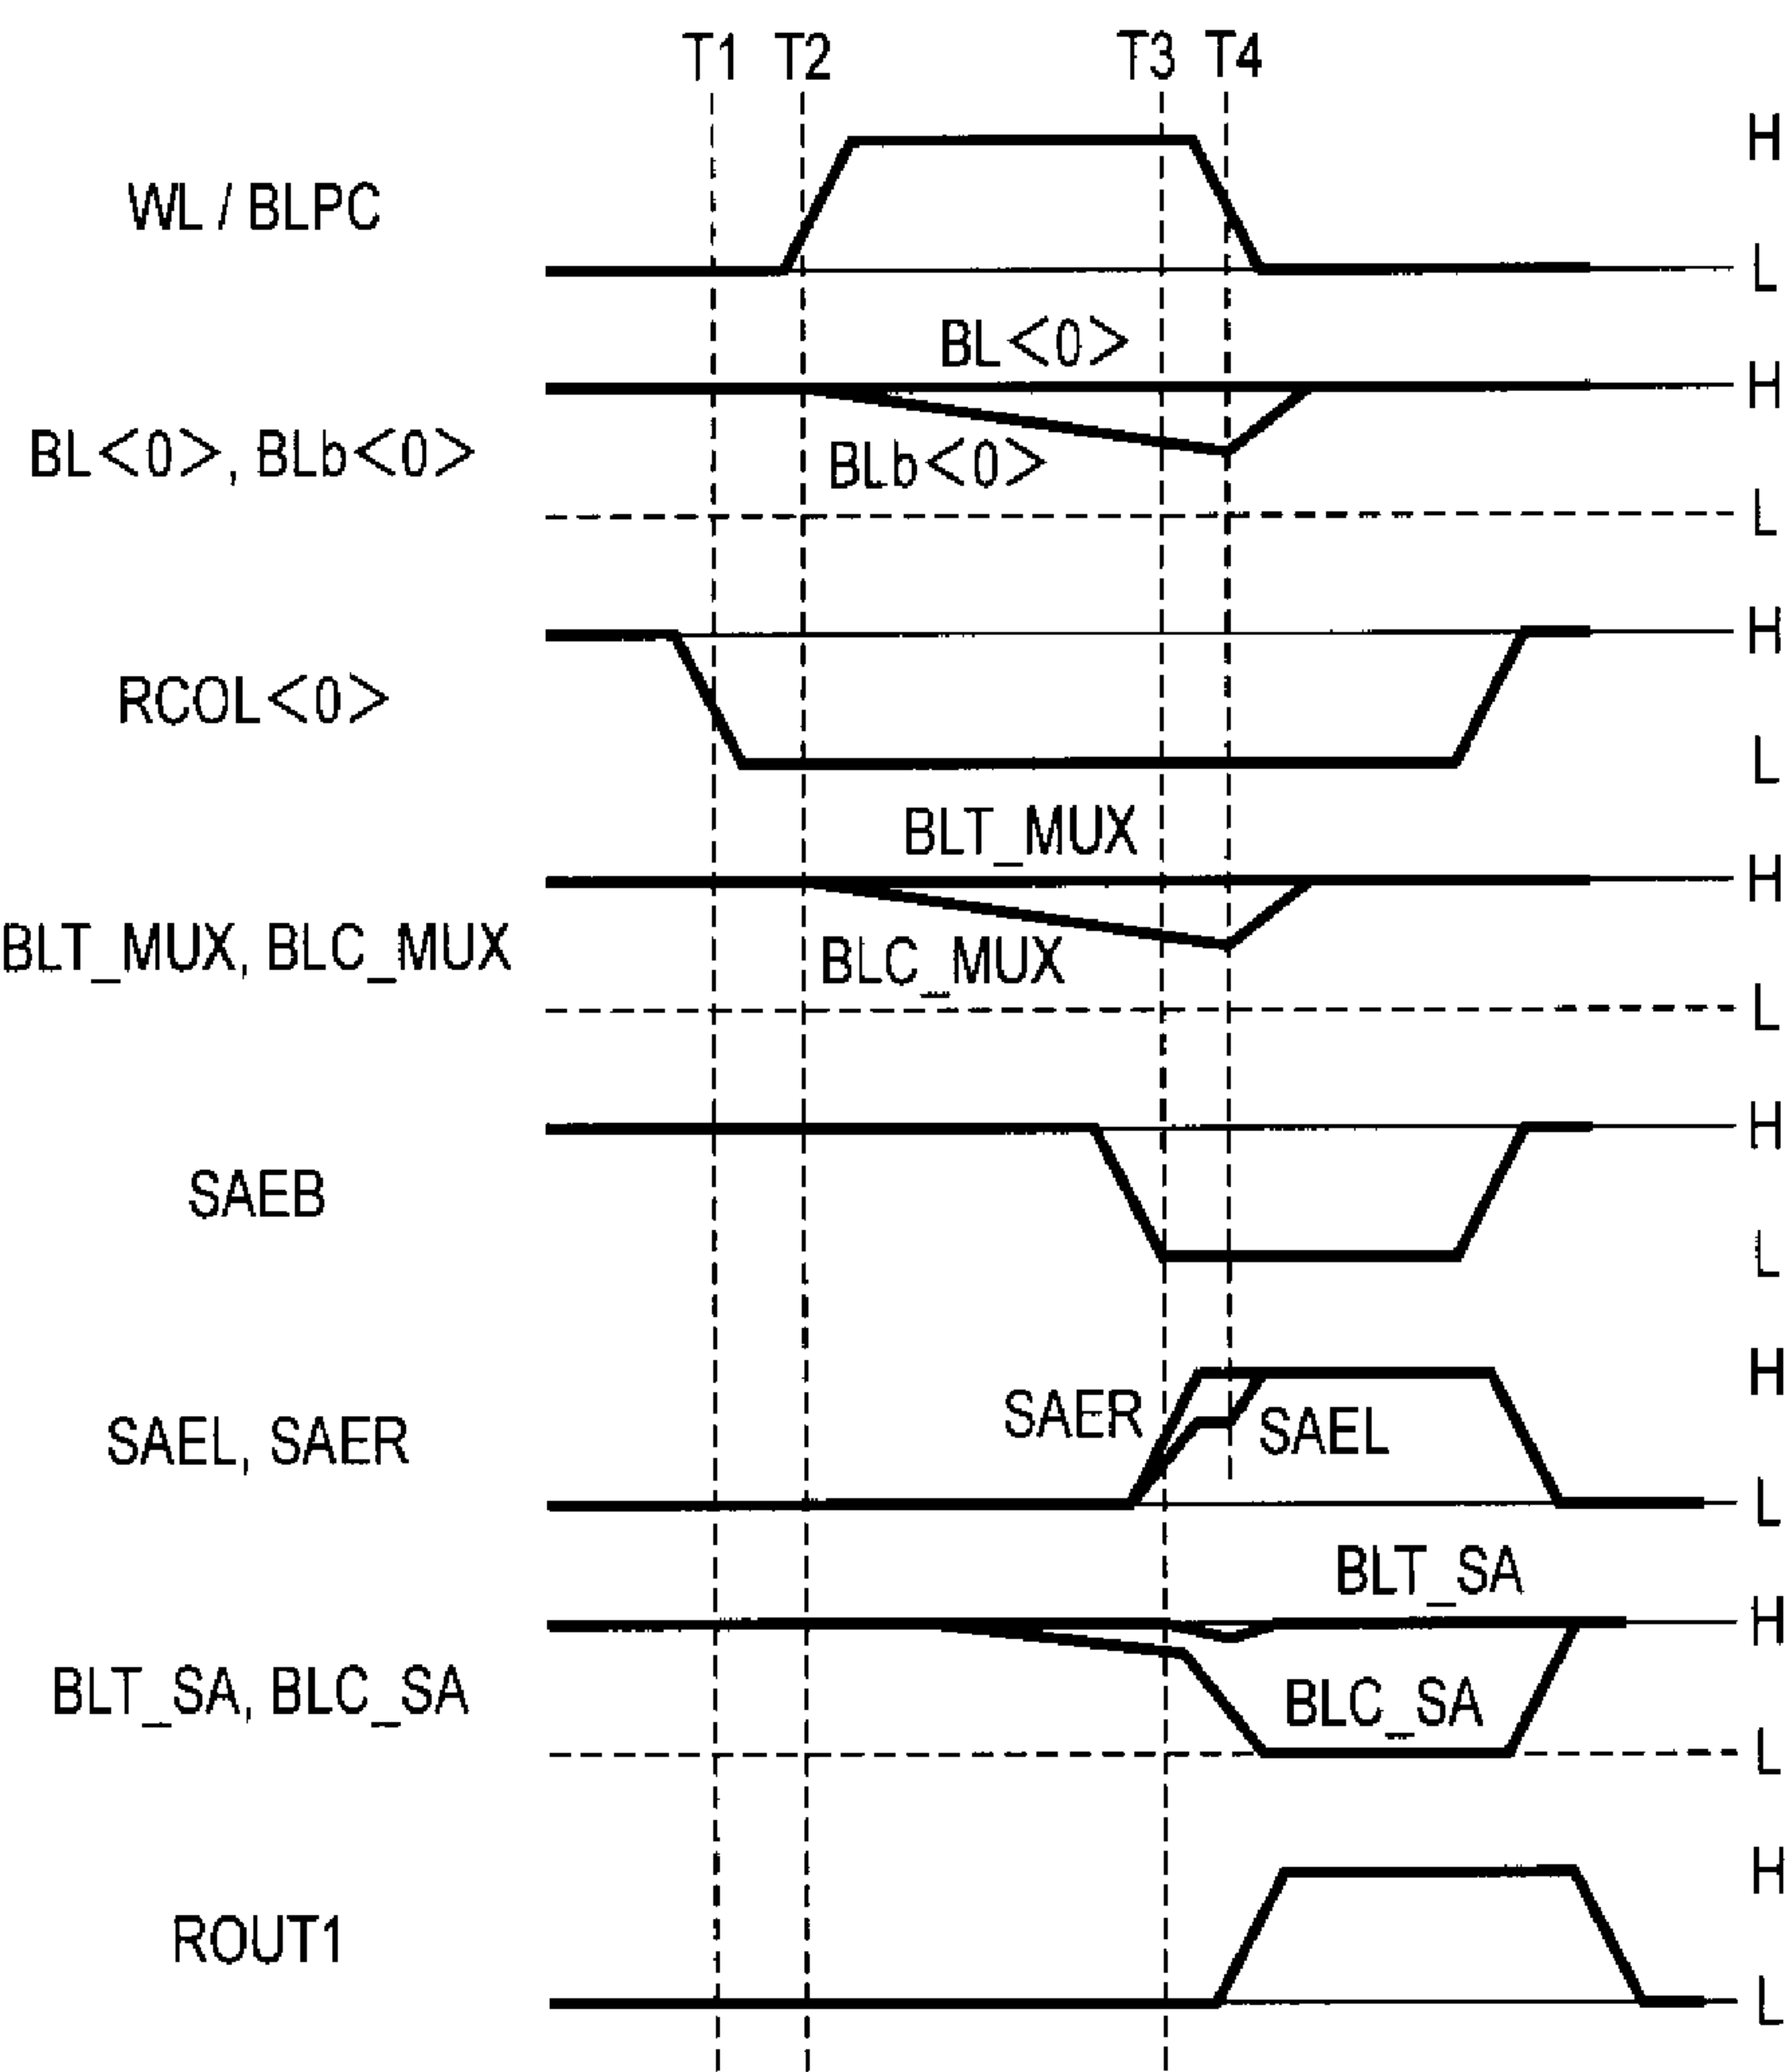 T1 T2 T3 T4
H
WL / BLPC
L
BL<0>
H
BL<0>, BLb<0>
BLb<0>
L
H
RCOL<0>
L
BLT_MUX
H
BLT_MUX, BLC_MUX
BLC_MUX
L
H
SAEB
L
H
SAER
SAEL, SAER
SAEL
L
BLT_SA
H
BLT_SA, BLC_SA
BLC_SA
L
H
ROUT1
L